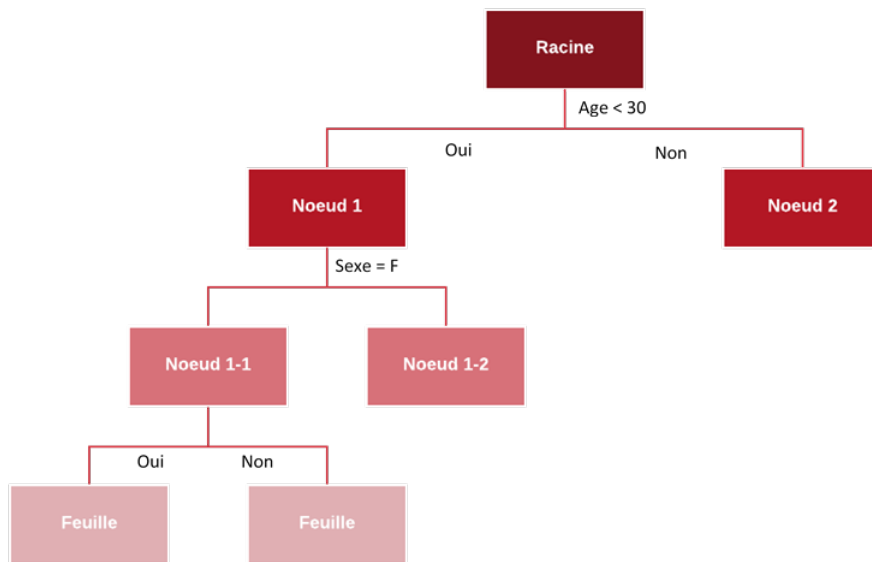 Racine
Age < 30
Oui
Non
Noeud 1
Noeud 2
Sexe = F
Noeud 1-1
Noeud 1-2
Oui
Non
Feuille
Feuille